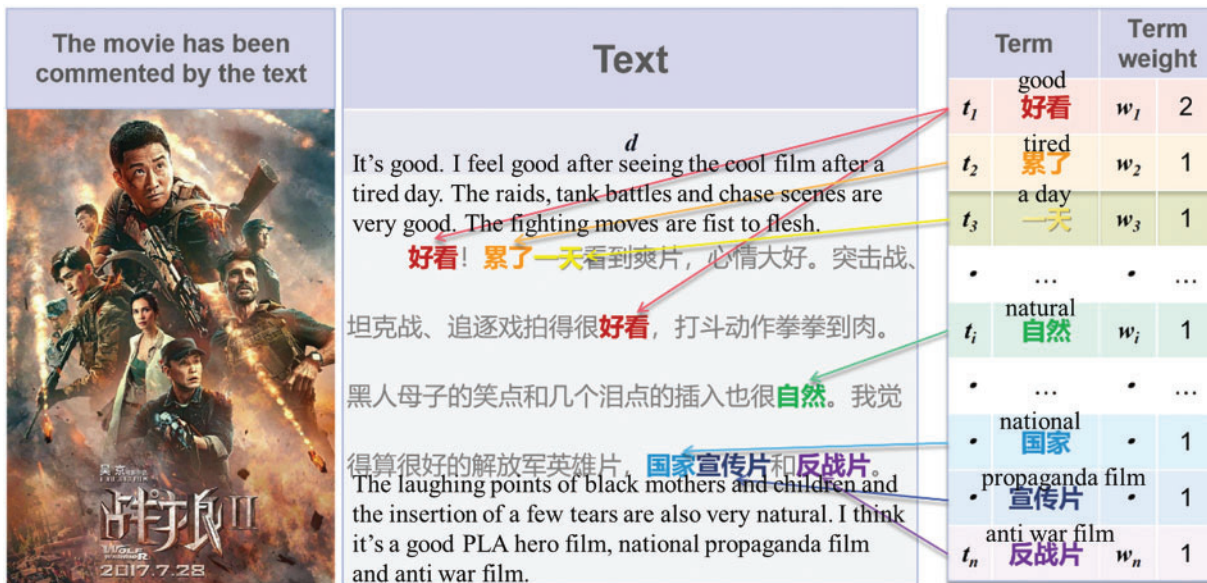 The movie has been
commented by the text
Text
Term
Term
weight
d
It's good. I feel good after seeing the cool film after a
tired day. The raids, tank battles and chase scenes are
very good. The fighting moves are fist to flesh.
好看！累了一天看到爽片，心情大好。突击战、
坦克战、追逐戏拍得很好看，打斗动作拳拳到肉。
黑人母子的笑点和几个泪点的插入也很自然。我觉
得算很好的解放军英雄片，国家宣传片和反战片。
The laughing points of black mothers and children and
the insertion of a few tears are also very natural. I think
it's a good PLA hero film, national propaganda film
and anti war film.
good
t1 好看 w1 2
tired
t2 累了 w2 1
a day
t3 一天 w3 1
• ... • ...
natural
ti 自然 wi 1
• ... • ...
national
• 国家 • 1
propaganda film
• 宣传片 • 1
anti war film
tn 反战片 wn 1
吴京
战狼II
2017.7.28